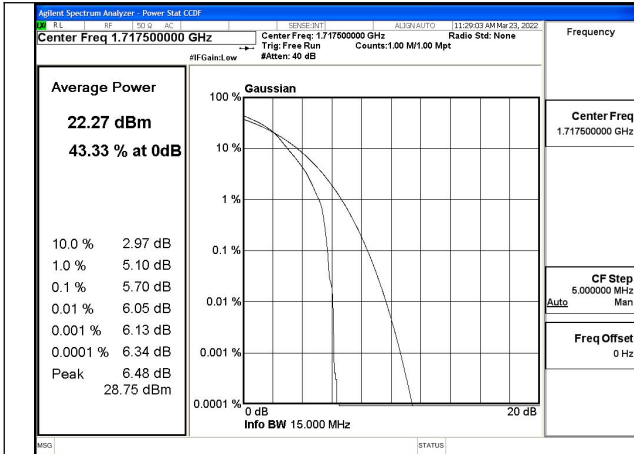 Agilent Spectrum Analyzer - Power Stat CCDF
RL RF 50 Ω AC SENSE:INT ALIGN AUTO 11:29:03 AM Mar 23, 2022
Center Freq 1.717500000 GHz
Center Freq: 1.717500000 GHz Radio Std: None
Trig: Free Run Counts:1.00 M/1.00 Mpt
#IFGain:Low #Atten: 40 dB
Frequency
Average Power
22.27 dBm
43.33 % at 0dB
10.0 % 2.97 dB
1.0 % 5.10 dB
0.1 % 5.70 dB
0.01 % 6.05 dB
0.001 % 6.13 dB
0.0001 % 6.34 dB
Peak 6.48 dB
28.75 dBm
Gaussian
100 %
10 %
1 %
0.1 %
0.01 %
0.001 %
0.0001 %
0 dB 20 dB
Info BW 15.000 MHz
Center Freq
1.717500000 GHz
CF Step
5.000000 MHz
Auto Man
Freq Offset
0 Hz
MSG STATUS